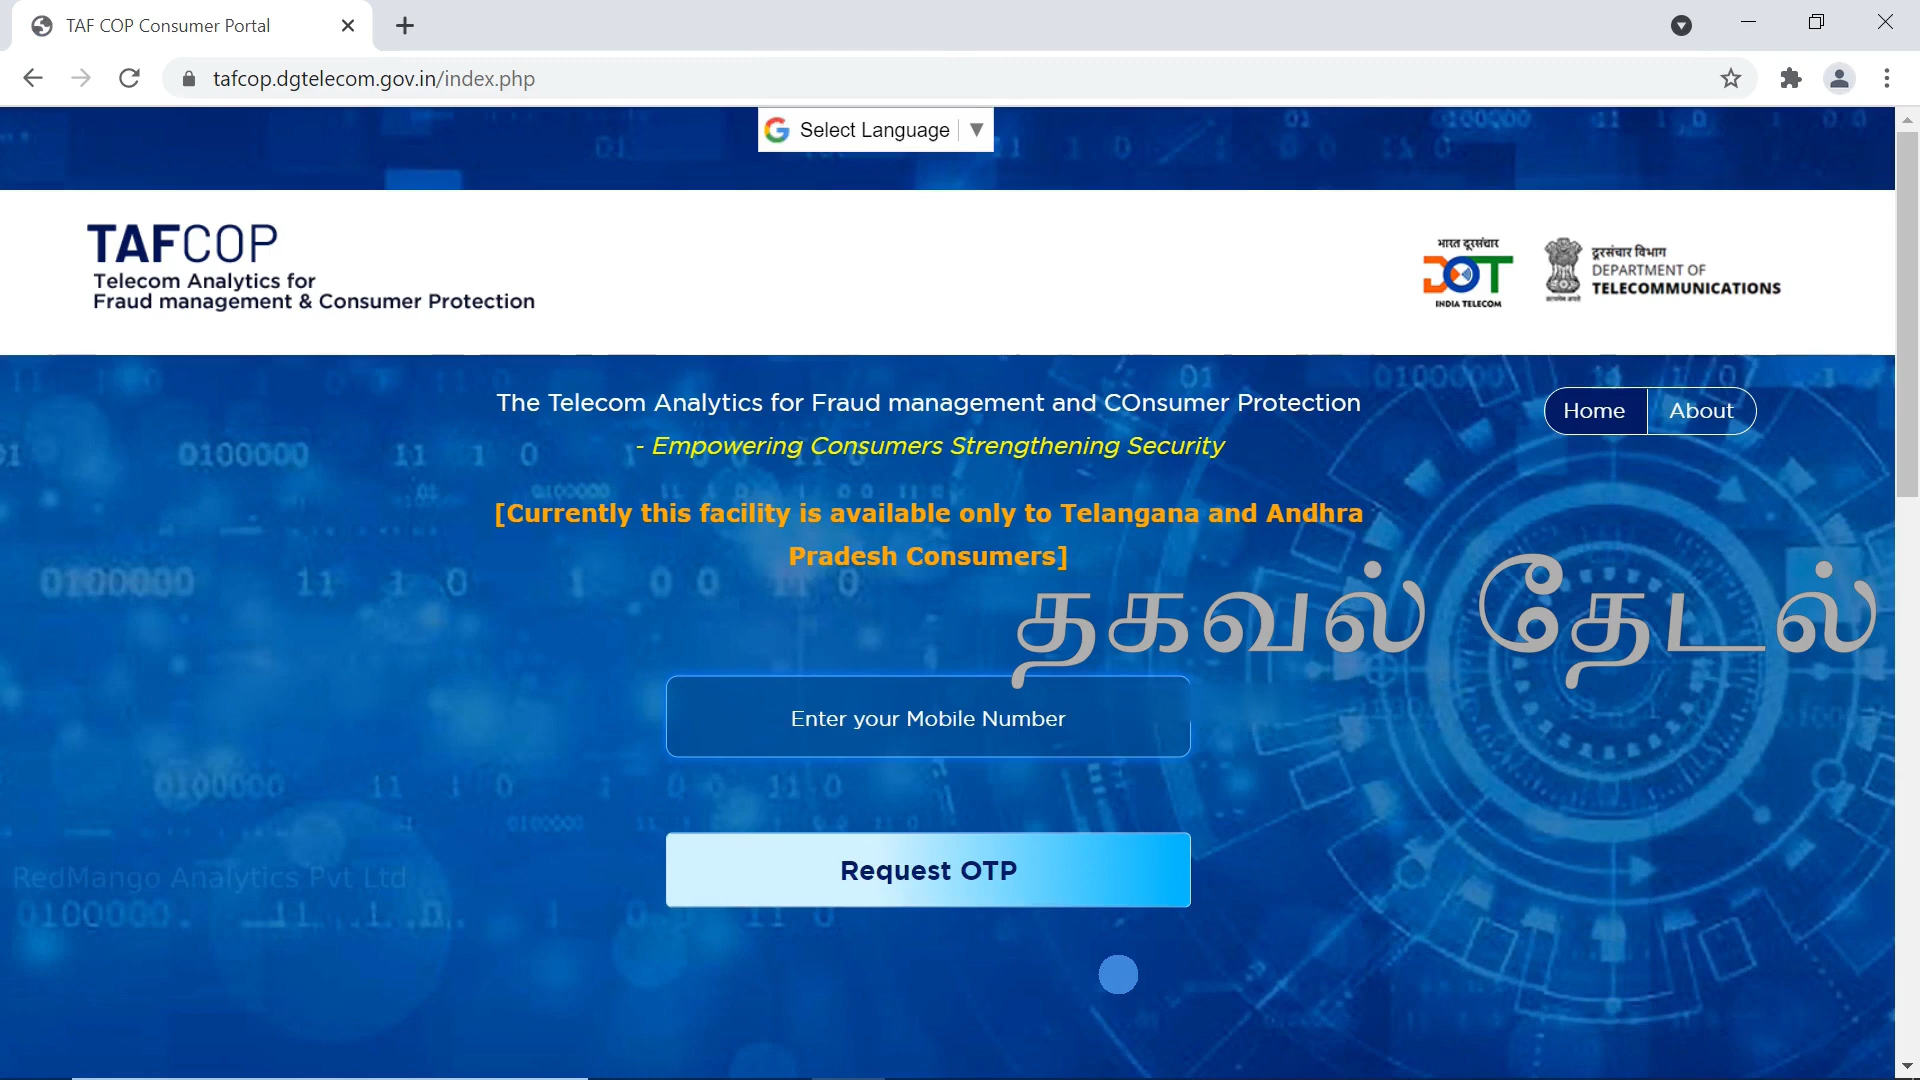 TAF COP Consumer Portal
tafcop.dgtelecom.gov.in/index.php
Select Language
TAFCOP
Telecom Analytics for
Fraud management & Consumer Protection
भारत दूरसंचार
DOT
INDIA TELECOM
दूरसंचार विभाग
DEPARTMENT OF
TELECOMMUNICATIONS
The Telecom Analytics for Fraud management and COnsumer Protection
- Empowering Consumers Strengthening Security
Home
About
[Currently this facility is available only to Telangana and Andhra
Pradesh Consumers]
தகவல் தேடல்
Enter your Mobile Number
Request OTP
RedMango Analytics Pvt Ltd